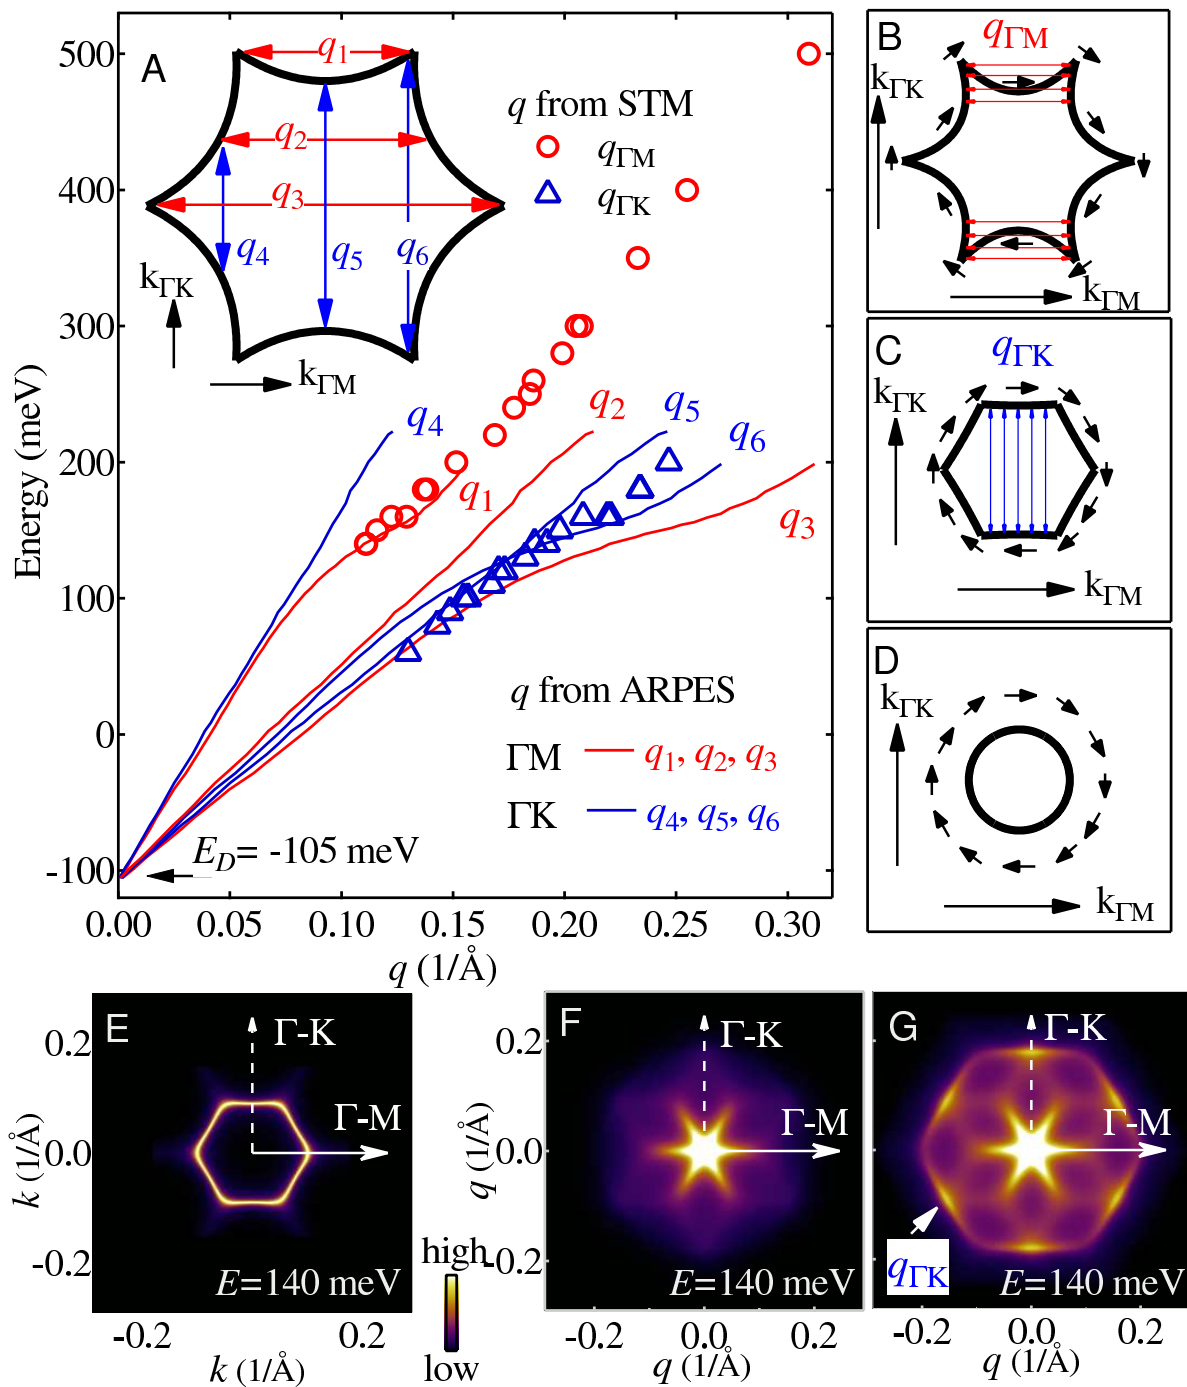 A
q1
q2
q3
q4
q5
q6
kΓK
kΓM
q from STM
qΓM
qΓK
500
400
300
200
100
0
-100
Energy (meV)
q4
q2
q5
q6
q1
q3
q from ARPES
ΓM q1, q2, q3
ΓK q4, q5, q6
ED= -105 meV
0.00 0.05 0.10 0.15 0.20 0.25 0.30
q (1/Å)
B
qΓM
kΓK
kΓM
C
qΓK
kΓK
kΓM
D
kΓK
kΓM
E
Γ-K
Γ-M
E=140 meV
0.2
0.0
-0.2
k (1/Å)
-0.2 0.2
k (1/Å)
high
low
F
Γ-K
Γ-M
E=140 meV
0.2
0.0
-0.2
q (1/Å)
-0.2 0.0 0.2
q (1/Å)
G
Γ-K
Γ-M
qΓK
E=140 meV
-0.2 0.0 0.2
q (1/Å)